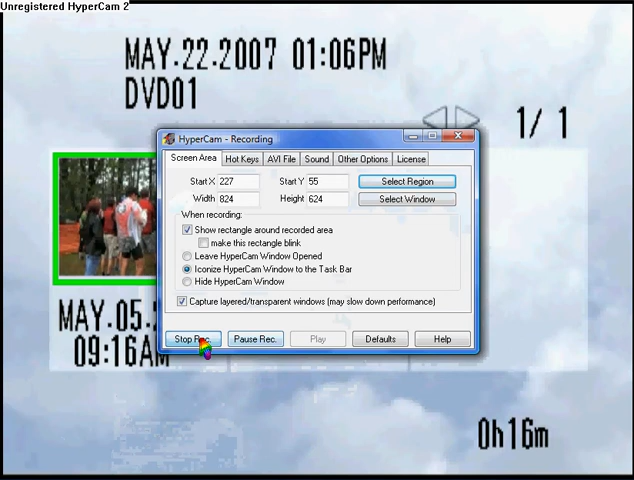 Unregistered HyperCam 2
MAY.22.2007 01:06PM
DVD01
1/ 1
HyperCam - Recording
Screen Area Hot Keys AVI File Sound Other Options License
Start X 227 Start Y 55 Select Region
Width 824 Height 624 Select Window
When recording:
Show rectangle around recorded area
make this rectangle blink
Leave HyperCam Window Opened
Iconize HyperCam Window to the Task Bar
Hide HyperCam Window
Capture layered/transparent windows (may slow down performance)
Stop Rec. Pause Rec. Play Defaults Help
MAY.05.
09:16AM
0h16m